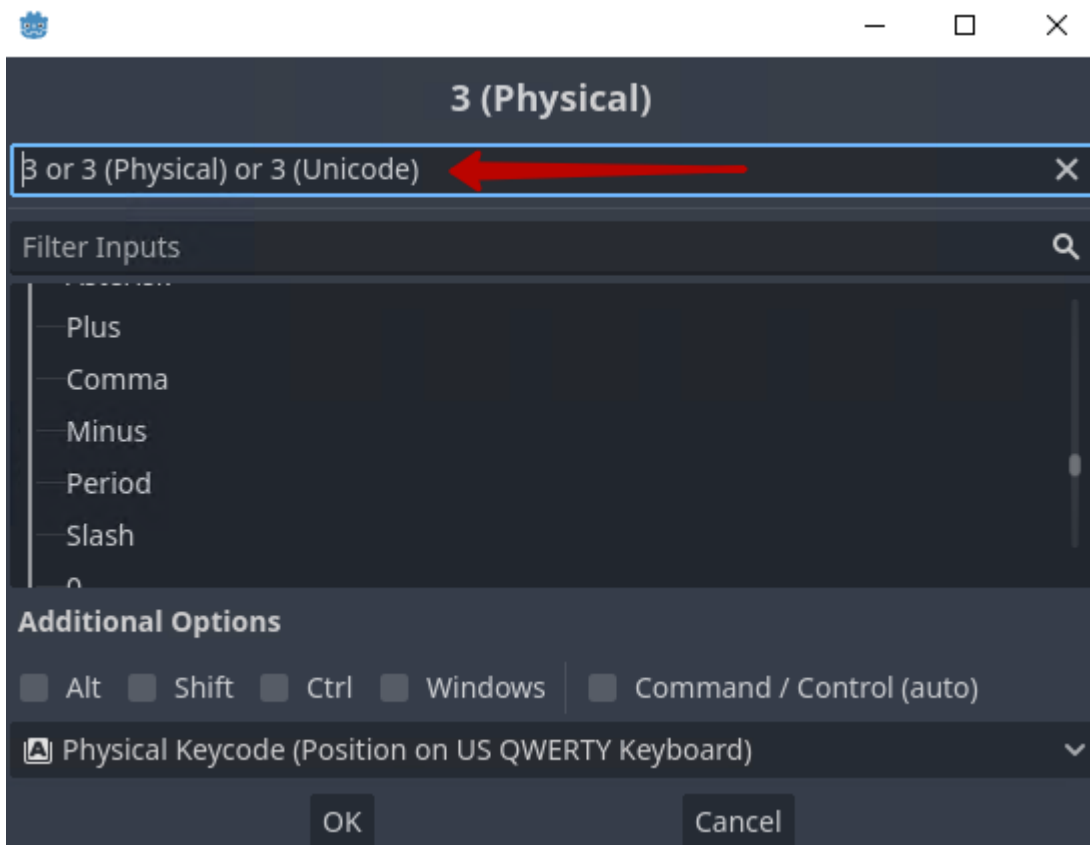 3 (Physical)
3 or 3 (Physical) or 3 (Unicode)
Filter Inputs
Plus
Comma
Minus
Period
Slash
Additional Options
Alt Shift Ctrl Windows Command / Control (auto)
Physical Keycode (Position on US QWERTY Keyboard)
OK Cancel